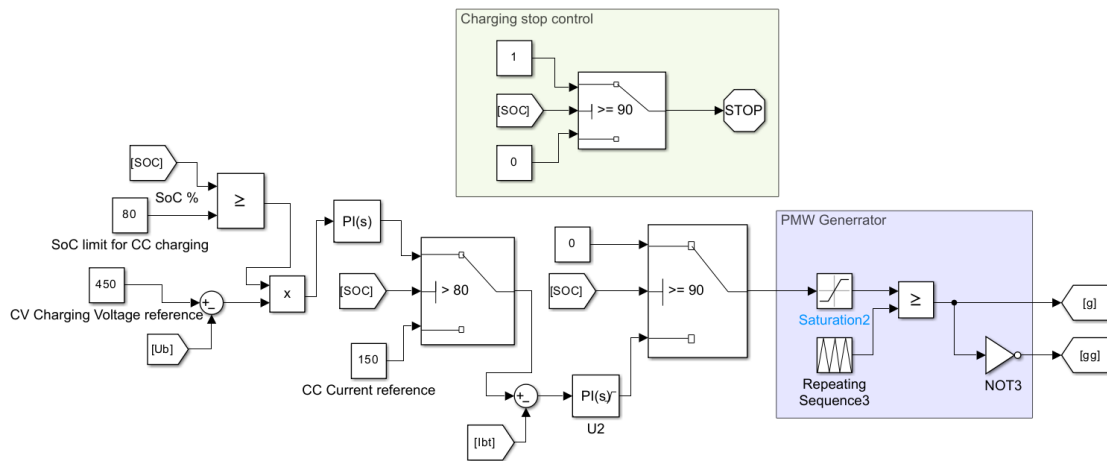 Charging stop control
1
[SOC]
>= 90
STOP
0
[SOC]
SoC %
80
≥
SoC limit for CC charging
450
CV Charging Voltage reference
+
−
[Ub]
x
PI(s)
[SOC]
> 80
150
CC Current reference
+
−
[Ibt]
PI(s)
U2
0
[SOC]
>= 90
PMW Generrator
Saturation2
≥
Repeating
Sequence3
NOT3
[g]
[gg]